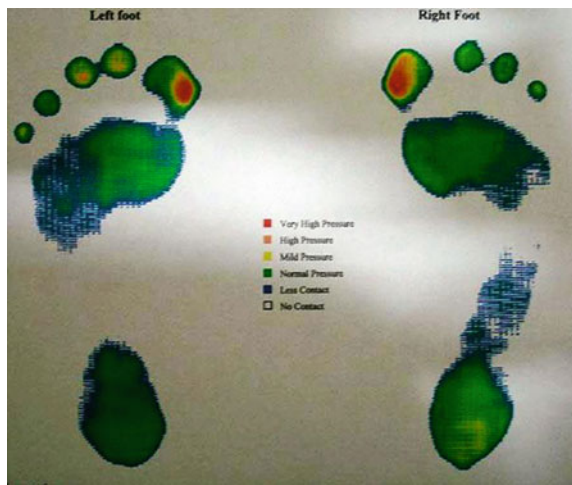 Left foot
Right Foot
Very High Pressure
High Pressure
Mild Pressure
Normal Pressure
Less Contact
No Contact